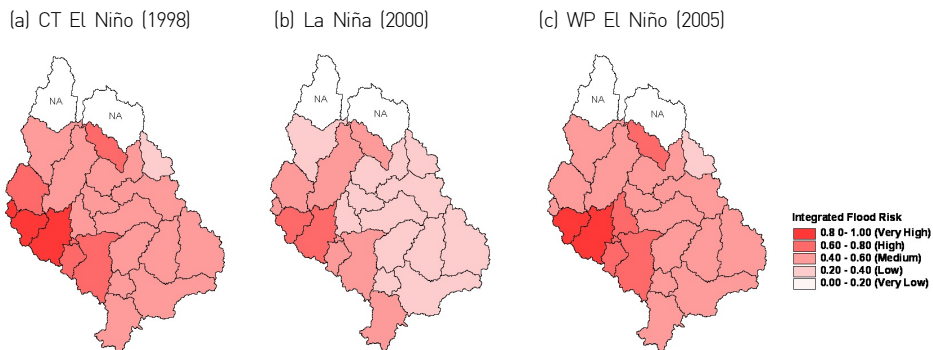 (a) CT El Niño (1998)
(b) La Niña (2000)
(c) WP El Niño (2005)
NA
NA
NA
NA
NA
NA
Integrated Flood Risk
0.8 0- 1.00 (Very High)
0.60 - 0.80 (High)
0.40 - 0.60 (Medium)
0.20 - 0.40 (Low)
0.00 - 0.20 (Very Low)